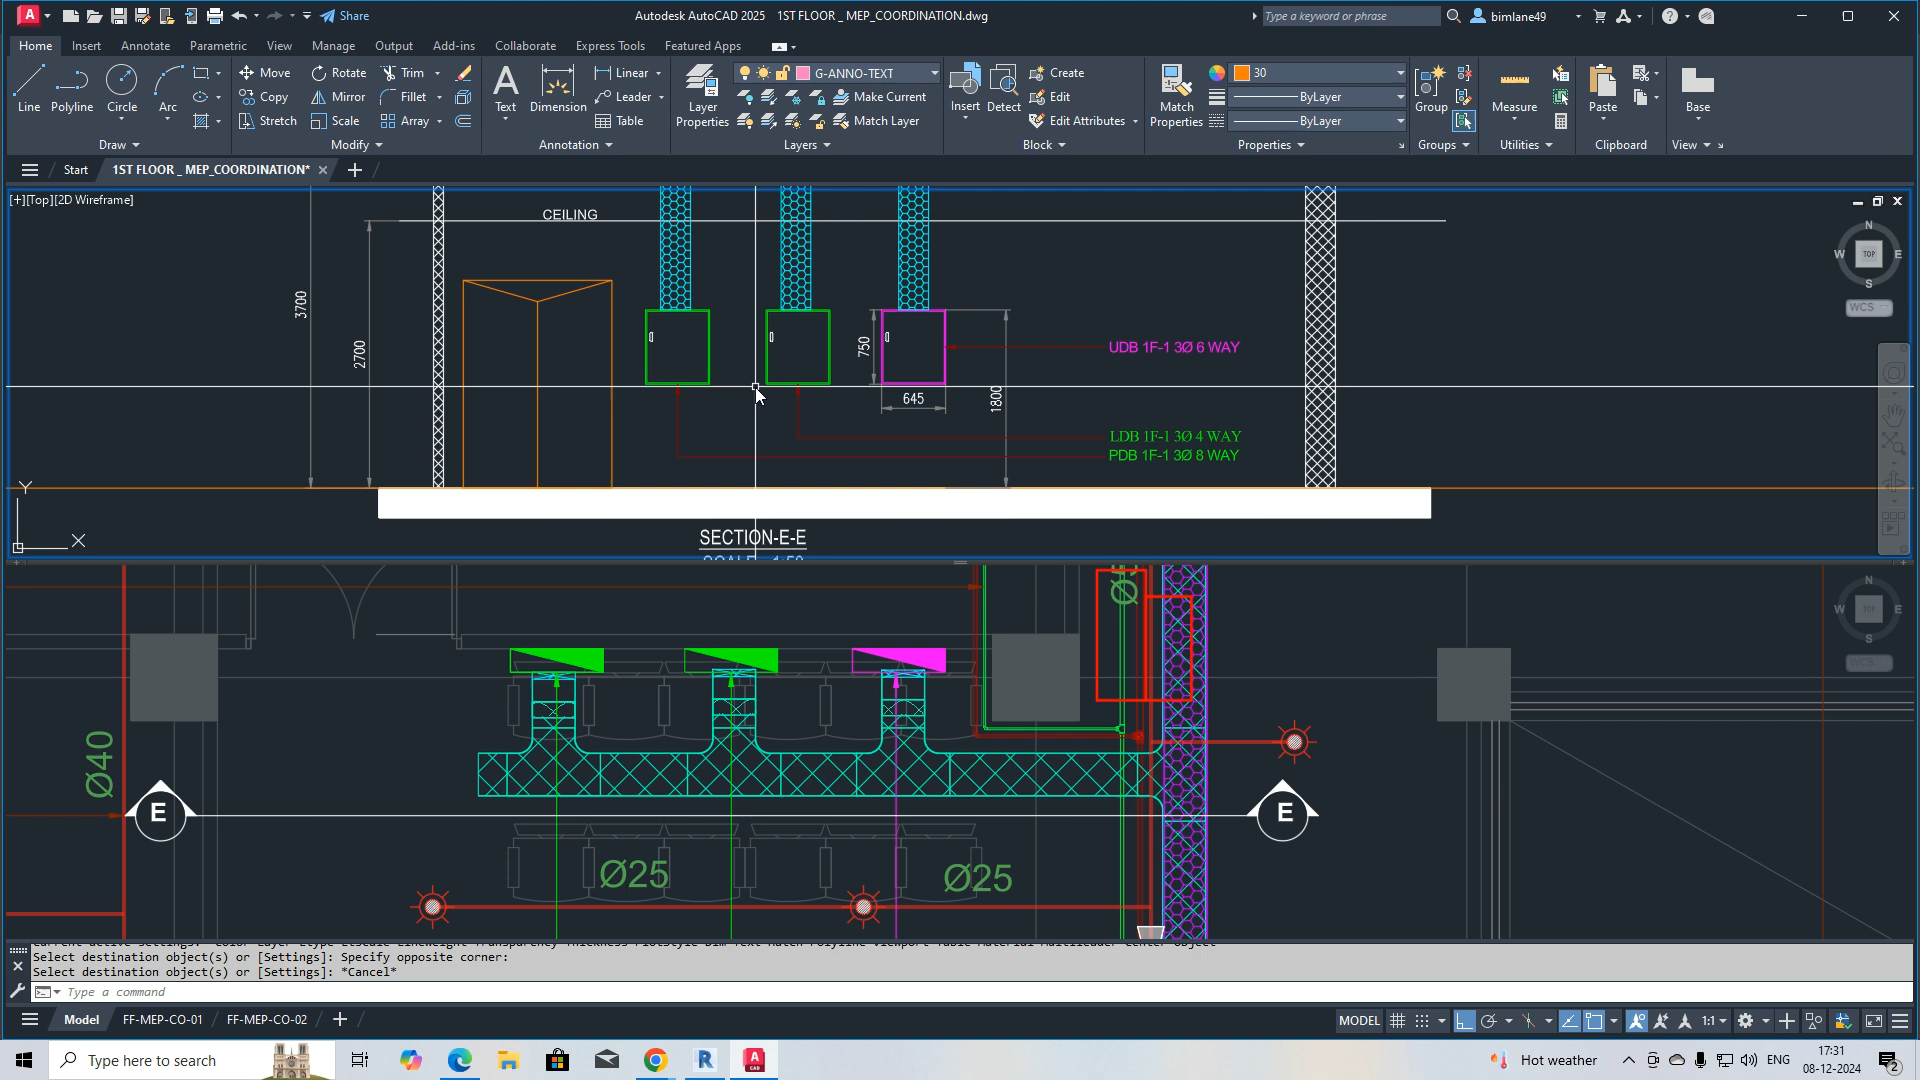 Share
Autodesk AutoCAD 2025 1ST FLOOR _ MEP_COORDINATION.dwg
Type a keyword or phrase
bimlane49
Home Insert Annotate Parametric View Manage Output Add-ins Collaborate Express Tools Featured Apps
Line Polyline Circle Arc
Move Rotate Trim
Copy Mirror Fillet
Stretch Scale Array
Text Dimension
Linear
Leader
Table
Layer Properties
G-ANNO-TEXT
Make Current
Match Layer
Insert Detect
Create
Edit
Edit Attributes
Match Properties
30
ByLayer
ByLayer
Group Measure Paste Base
Draw Modify Annotation Layers Block Properties Groups Utilities Clipboard View
Start 1ST FLOOR _ MEP_COORDINATION*
[+][Top][2D Wireframe]
CEILING
3700
2700
750
645
1800
UDB 1F-1 3Ø 6 WAY
LDB 1F-1 3Ø 4 WAY
PDB 1F-1 3Ø 8 WAY
Y
X
SECTION-E-E
N
W TOP E
S
WCS
N
W TOP E
S
WCS
Ø40
E
E
Ø25
Ø25
Select destination object(s) or [Settings]: Specify opposite corner:
Select destination object(s) or [Settings]: *Cancel*
Type a command
Model FF-MEP-CO-01 FF-MEP-CO-02
MODEL
1:1
Type here to search
Hot weather
ENG
17:31
08-12-2024
2